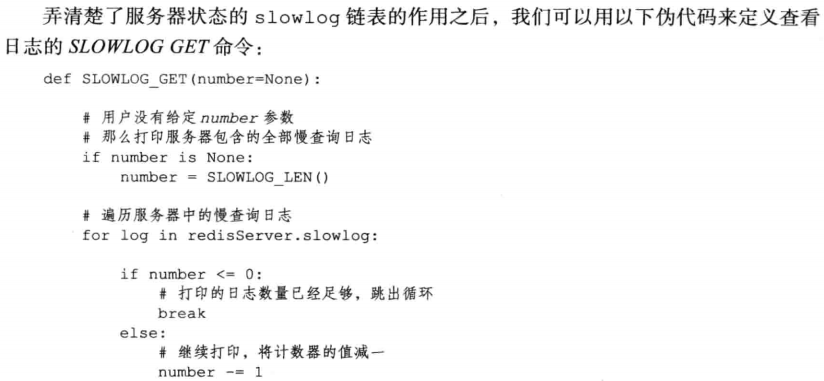 弄清楚了服务器状态的 slowlog 链表的作用之后，我们可以用以下伪代码来定义查看
日志的 SLOWLOG GET 命令：
def SLOWLOG_GET(number=None):
# 用户没有给定 number 参数
# 那么打印服务器包含的全部慢查询日志
if number is None:
number = SLOWLOG_LEN()
# 遍历服务器中的慢查询日志
for log in redisServer.slowlog:
if number <= 0:
# 打印的日志数量已经足够，跳出循环
break
else:
# 继续打印，将计数器的值减一
number -= 1